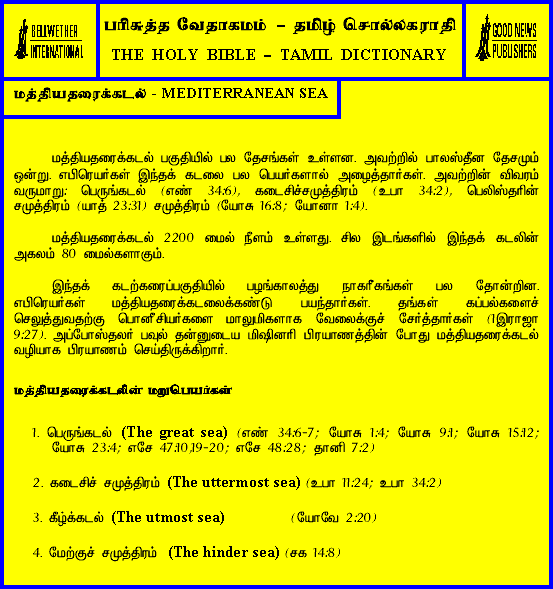 BELLWETHER
INTERNATIONAL
பரிசுத்த வேதாகமம் – தமிழ் சொல்லகராதி
THE HOLY BIBLE – TAMIL DICTIONARY
GOOD NEWS
PUBLISHERS
மத்தியதரைக்கடல் - MEDITERRANEAN SEA
மத்தியதரைக்கடல் பகுதியில் பல தேசங்கள் உள்ளன. அவற்றில் பாலஸ்தீன தேசமும்
ஒன்று. எபிரெயர்கள் இந்தக் கடலை பல பெயர்களால் அழைத்தார்கள். அவற்றின் விவரம்
வருமாறு: பெருங்கடல் (எண் 34:6), கடைசிச்சமுத்திரம் (உபா 34:2), பெலிஸ்தரின்
சமுத்திரம் (யாத் 23:31) சமுத்திரம் (யோசு 16:8; யோனா 1:4).
மத்தியதரைக்கடல் 2200 மைல் நீளம் உள்ளது. சில இடங்களில் இந்தக் கடலின்
அகலம் 80 மைல்களாகும்.
இந்தக் கடற்கரைப்பகுதியில் பழங்காலத்து நாகரீகங்கள் பல தோன்றின.
எபிரெயர்கள் மத்தியதரைக்கடலைக்கண்டு பயந்தார்கள். தங்கள் கப்பல்களைச்
செலுத்துவதற்கு பொனீசியர்களை மாலுமிகளாக வேலைக்குச் சேர்த்தார்கள் (1இராஜா
9:27). அப்போஸ்தலர் பவுல் தன்னுடைய மிஷினரி பிரயாணத்தின் போது மத்தியதரைக்கடல்
வழியாக பிரயாணம் செய்திருக்கிறார்.
மத்தியதரைக்கடலின் மறுபெயர்கள்
1. பெருங்கடல் (The great sea) (எண் 34:6-7; யோசு 1:4; யோசு 9:1; யோசு 15:12;
யோசு 23:4; எசே 47:10,19-20; எசே 48:28; தானி 7:2)
2. கடைசிச் சமுத்திரம் (The uttermost sea) (உபா 11:24; உபா 34:2)
3. கீழ்க்கடல் (The utmost sea) (யோவே 2:20)
4. மேற்குச் சமுத்திரம் (The hinder sea) (சக 14:8)